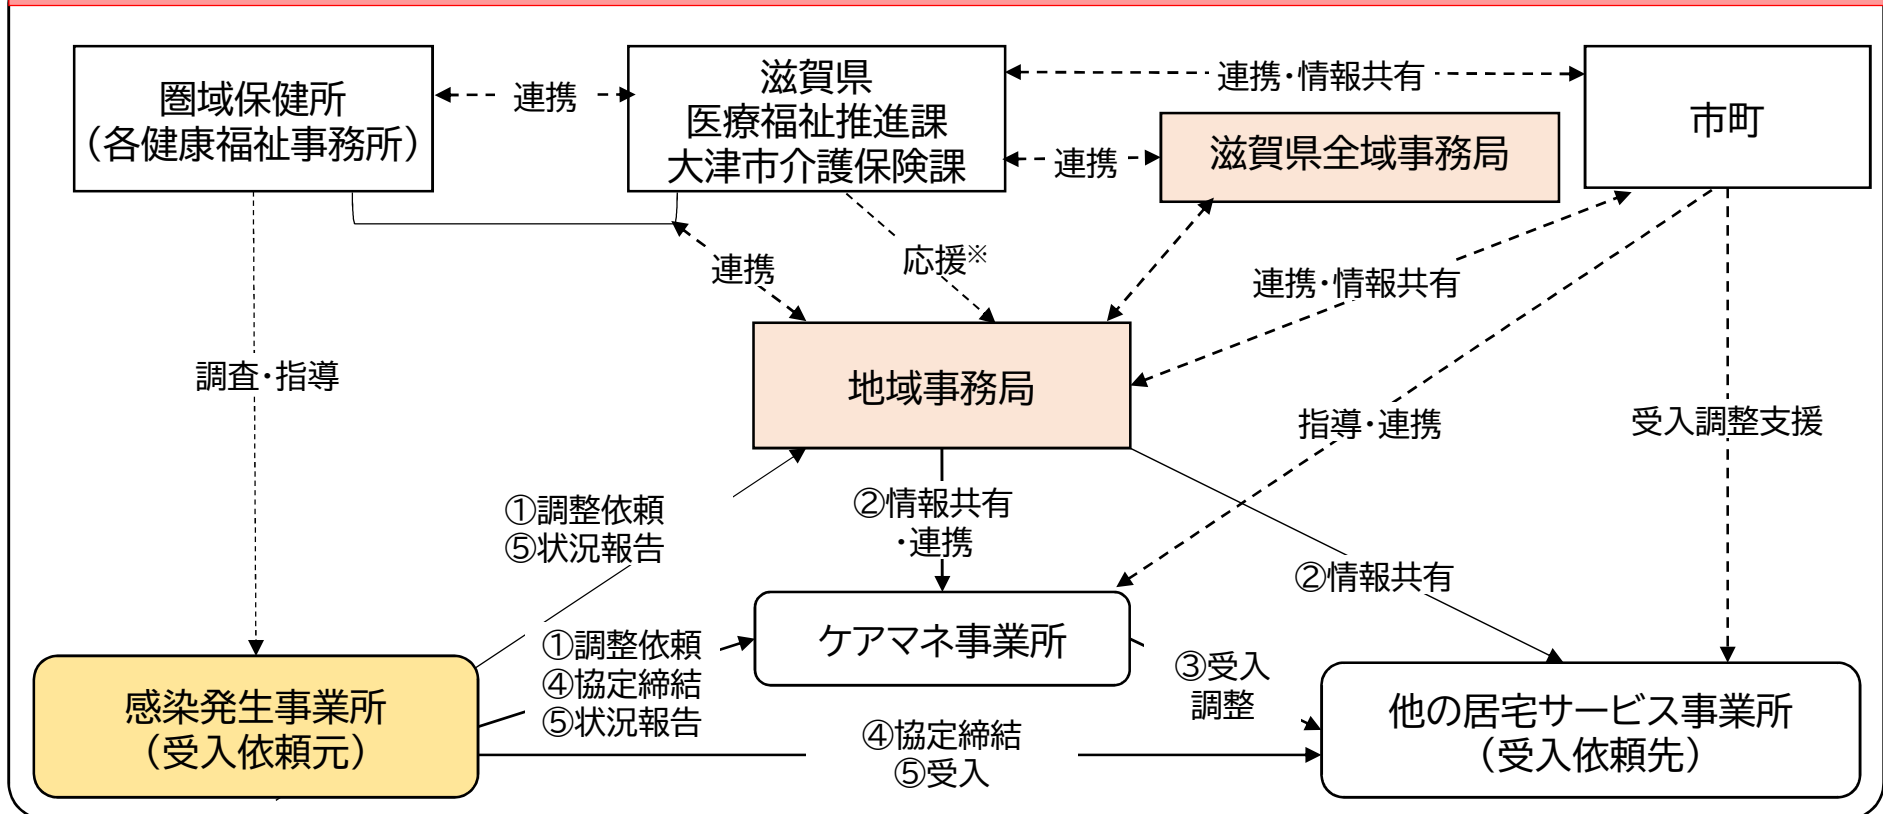 圏域保健所
（各健康福祉事務所）
連携
滋賀県
医療福祉推進課
大津市介護保険課
連携・情報共有
連携
滋賀県全域事務局
市町
連携
応援※
連携・情報共有
調査・指導
地域事務局
指導・連携
受入調整支援
①調整依頼
⑤状況報告
②情報共有
・連携
②情報共有
①調整依頼
④協定締結
⑤状況報告
ケアマネ事業所
③受入
調整
感染発生事業所
（受入依頼元）
④協定締結
⑤受入
他の居宅サービス事業所
（受入依頼先）